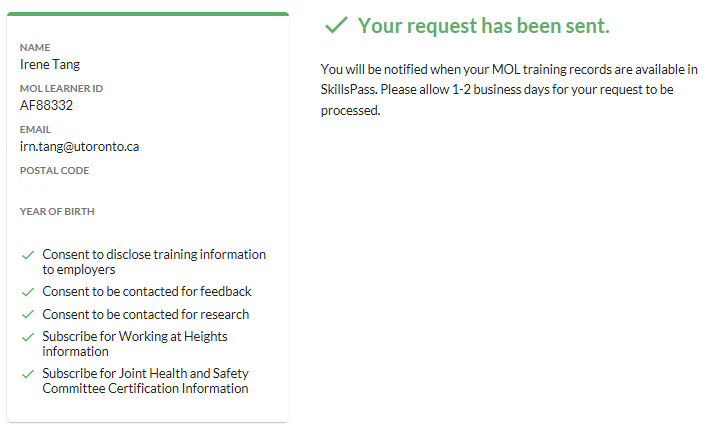 NAME
Irene Tang
MOL LEARNER ID
AF88332
EMAIL
irn.tang@utoronto.ca
POSTAL CODE
YEAR OF BIRTH
Consent to disclose training information
to employers
Consent to be contacted for feedback
Consent to be contacted for research
Subscribe for Working at Heights
information
Subscribe for Joint Health and Safety
Committee Certification Information
Your request has been sent.
You will be notified when your MOL training records are available in
SkillsPass. Please allow 1-2 business days for your request to be
processed.